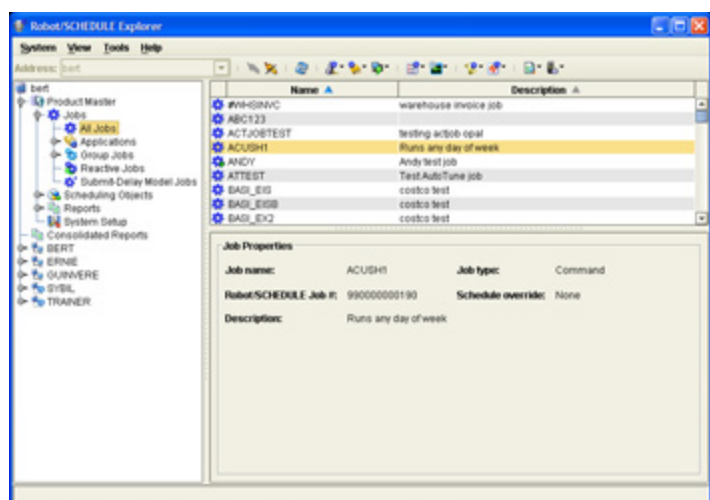 Robot/SCHEDULE Explorer
System View Tools Help
Address: bert
bert
Product Master
Jobs
All Jobs
Applications
Group Jobs
Reactive Jobs
Submit-Delay Model Jobs
Scheduling Objects
Reports
System Setup
Consolidated Reports
BERT
ERNIE
GUINVERE
SYBIL
TRAINER
Name Description
#WHSINVC warehouse invoice job
ABC123
ACTJOBTEST testing actjob opal
ACUSH1 Runs any day of week
ANDY Andy test job
ATTEST Test AutoTune job
BASI_EIS costco test
BASI_EISB costco test
BASI_EX2 costco test
Job Properties
Job name: ACUSH1 Job type: Command
Robot/SCHEDULE Job #: 990000000190 Schedule override: None
Description: Runs any day of week